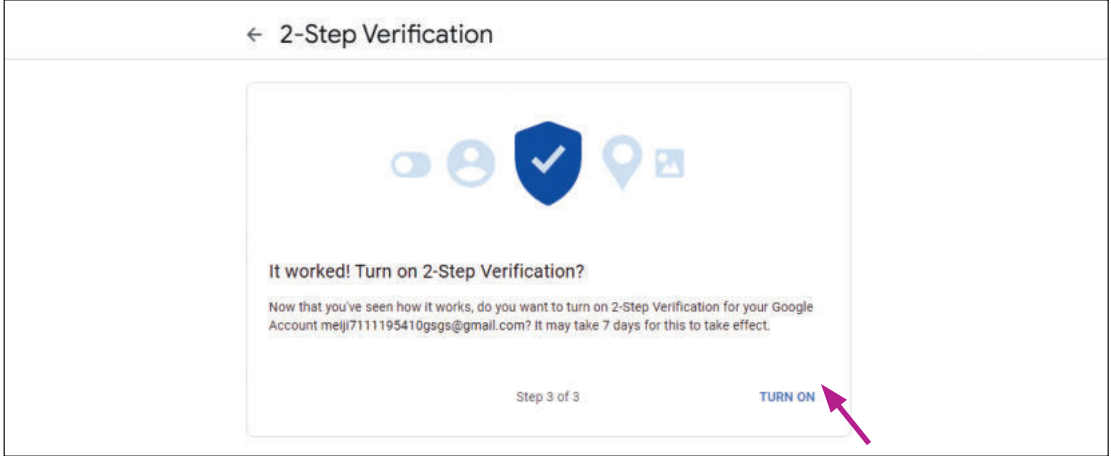 2-Step Verification
It worked! Turn on 2-Step Verification?
Now that you've seen how it works, do you want to turn on 2-Step Verification for your Google
Account meiji7111195410gsgs@gmail.com? It may take 7 days for this to take effect.
Step 3 of 3
TURN ON